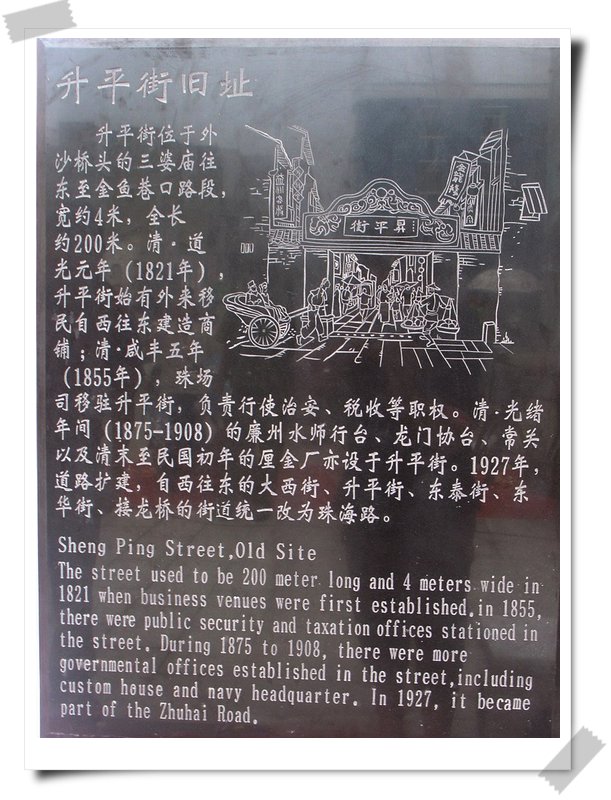 升平街旧址
升平街位于外
沙桥头的三婆庙往
东至金鱼巷口路段，
宽约4米，全长
约200米。清·道
光元年（1821年），
升平街始有外来移
民自西往东建造商
铺；清·咸丰五年
（1855年），珠场
司移驻升平街，负责行使治安、税收等职权。清·光绪
年间（1875-1908）的廉州水师行台、龙门协台、常关
以及清末至民国初年的厘金厂亦设于升平街。1927年，
道路扩建，自西往东的大西街、升平街、东泰街、东
华街、接龙桥的街道统一改为珠海路。
昇平街
Sheng Ping Street,Old Site
The street used to be 200 meter long and 4 meters wide in
1821 when business venues were first established.in 1855,
there were public security and taxation offices stationed in
the street. During 1875 to 1908, there were more
governmental offices established in the street,including
custom house and navy headquarter. In 1927, it became
part of the Zhuhai Road.